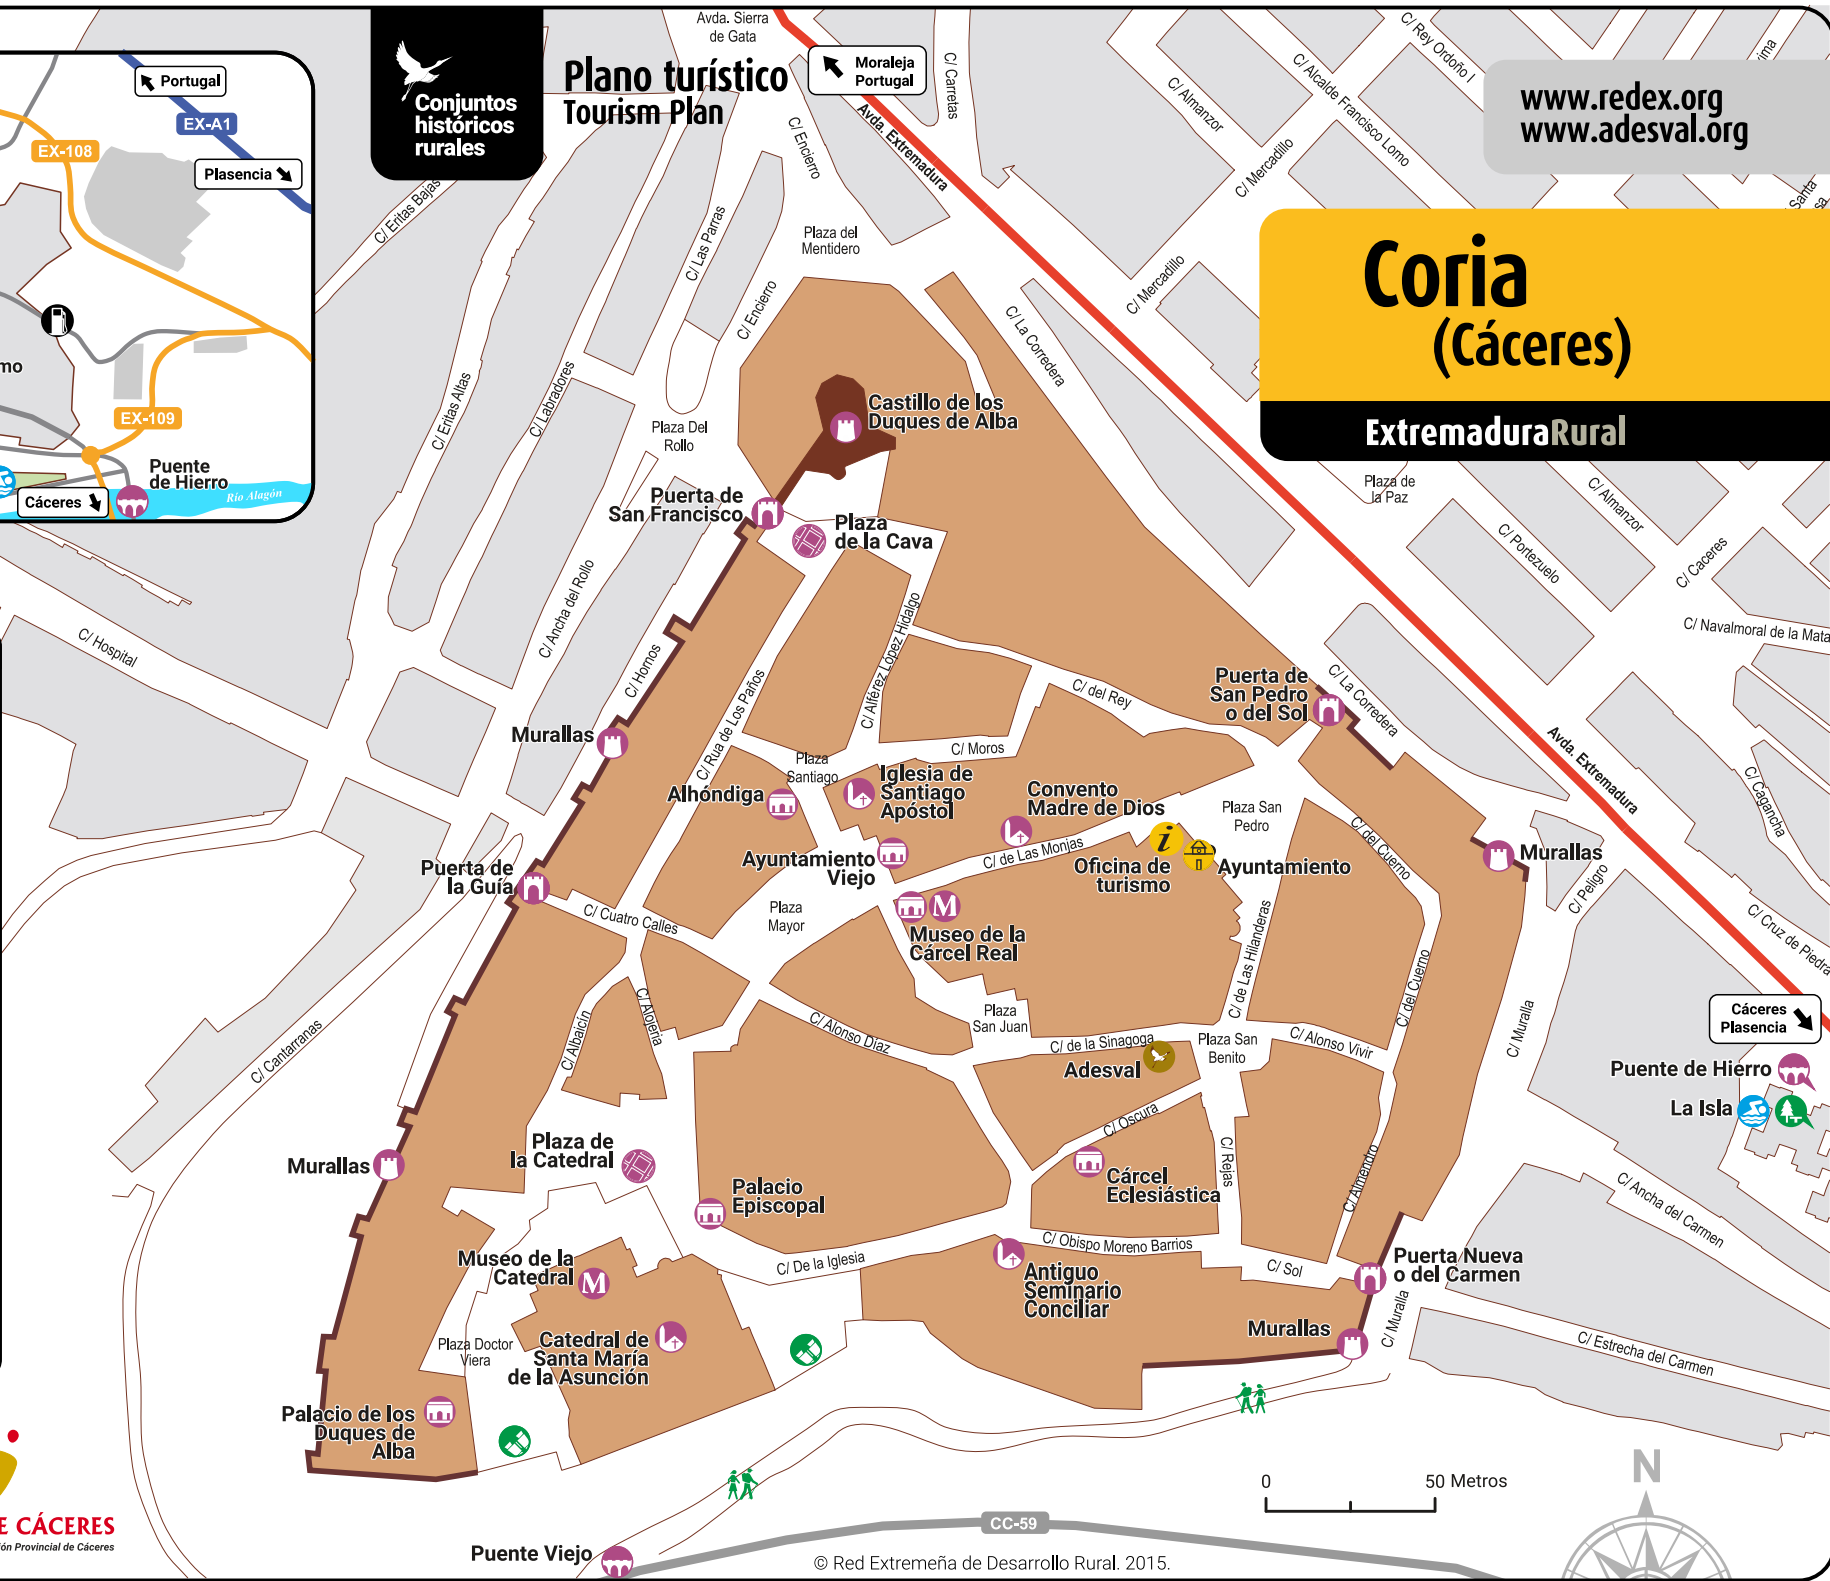 Portugal
EX-A1
EX-108
Plasencia
mo
EX-109
Puente
de Hierro
Cáceres
Río Alagón
Conjuntos
históricos
rurales
Plano turístico
Tourism Plan
Avda. Sierra
de Gata
Moraleja
Portugal
www.redex.org
www.adesval.org
Coria
(Cáceres)
ExtremaduraRural
C/ Carretas
C/ Rey Ordoño I
C/ Alcalde Francisco Lomo
C/ Almanzor
C/ Mercadillo
C/ Mercadillo
Santa
Avda. Extremadura
C/ Encierro
C/ Eritas Bajas
C/ Las Parras
Plaza del
Mentidero
C/ Encierro
C/ La Corredera
C/ Eritas Altas
C/ Labradores
Plaza Del
Rollo
Castillo de los
Duques de Alba
Puerta de
San Francisco
Plaza
de la Cava
Plaza de
la Paz
C/ Almanzor
C/ Portezuelo
C/ Caceres
C/ Navalmoral de la Mata
C/ Hospital
C/ Ancha del Rollo
C/ Hornos
C/ Rua de Los Paños
C/ Alférez López Hidalgo
C/ del Rey
Puerta de
San Pedro
o del Sol
C/ La Corredera
Avda. Extremadura
C/ Cagancha
Murallas
Plaza
Santiago
C/ Moros
Alhóndiga
Iglesia de
Santiago
Apóstol
Convento
Madre de Dios
Plaza San
Pedro
C/ del Cuerno
Murallas
C/ Peligro
Ayuntamiento
Viejo
C/ de Las Monjas
Oficina de
turismo
Ayuntamiento
Puerta de
la Guía
C/ Cuatro Calles
Plaza
Mayor
M
Museo de la
Cárcel Real
C/ de Las Hilanderas
C/ del Cuerno
C/ Cruz de Piedra
C/ Cantarranas
C/ Albaicín
C/ Alojería
C/ Alonso Diaz
Plaza
San Juan
C/ de la Sinagoga
Adesval
Plaza San
Benito
C/ Alonso Vivir
C/ Muralla
Cáceres
Plasencia
Puente de Hierro
La Isla
C/ Oscura
C/ Rejas
C/ Almendro
Murallas
Plaza de
la Catedral
Palacio
Episcopal
Cárcel
Eclesiástica
C/ Ancha del Carmen
Museo de la
Catedral
M
C/ De la Iglesia
C/ Obispo Moreno Barrios
C/ Sol
Puerta Nueva
o del Carmen
Antiguo
Seminario
Conciliar
Murallas
C/ Muralla
C/ Estrecha del Carmen
Plaza Doctor
Viera
Catedral de
Santa María
de la Asunción
Palacio de los
Duques de
Alba
0 50 Metros
N
E CÁCERES
ión Provincial de Cáceres
Puente Viejo
CC-59
© Red Extremeña de Desarrollo Rural. 2015.